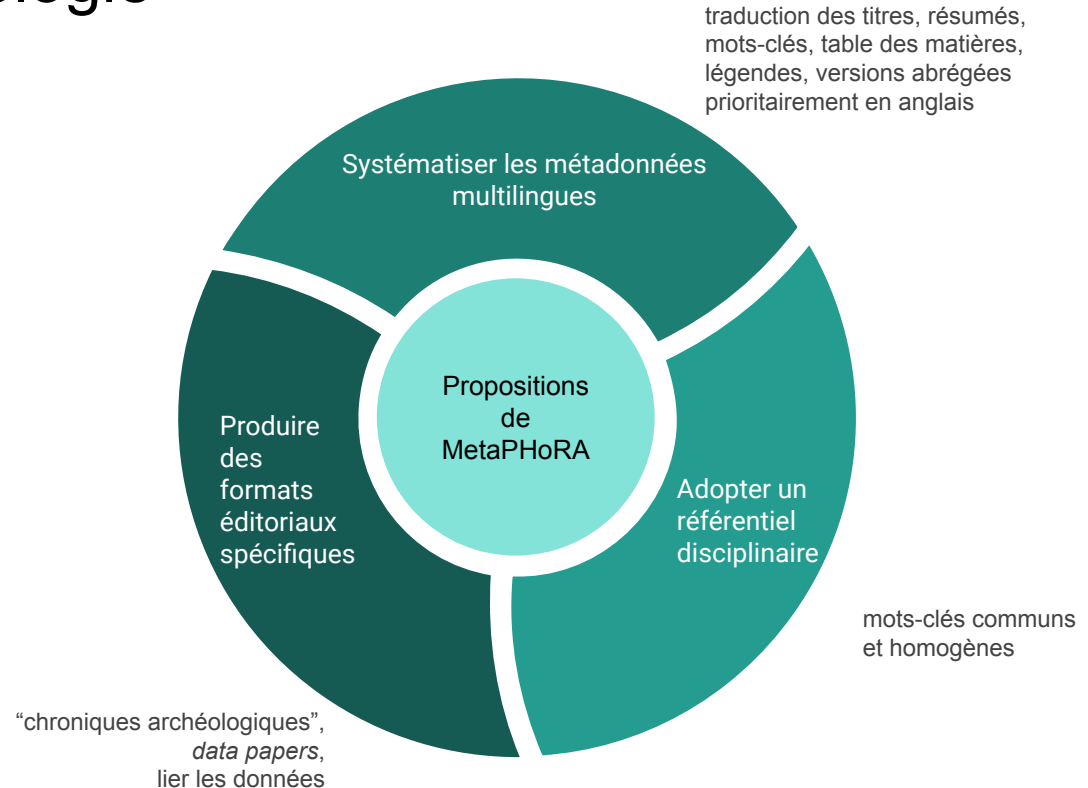 traduction des titres, résumés,
mots-clés, table des matières,
légendes, versions abrégées
prioritairement en anglais
Systématiser les métadonnées
multilingues
Propositions
de
MetaPHoRA
Produire
des
formats
éditoriaux
spécifiques
Adopter un
référentiel
disciplinaire
mots-clés communs
et homogènes
“chroniques archéologiques”,
data papers,
lier les données